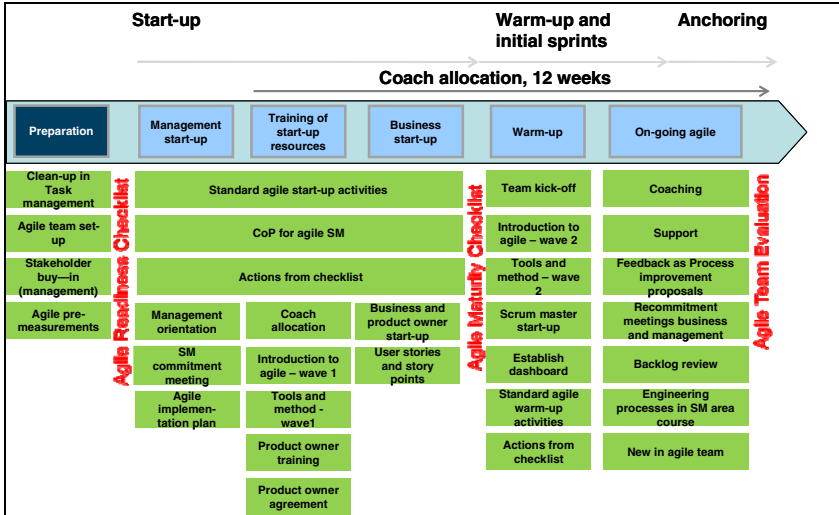 Start-up
Warm-up and
initial sprints
Anchoring
Coach allocation, 12 weeks
Preparation
Management
start-up
Training of
start-up
resources
Business
start-up
Warm-up
On-going agile
Clean-up in
Task
management
Agile team set-
up
Stakeholder
buy—in
(management)
Agile pre-
measurements
Agile Readiness Checklist
Standard agile start-up activities
CoP for agile SM
Actions from checklist
Management
orientation
SM
commitment
meeting
Agile
implemen-
tation plan
Coach
allocation
Introduction to
agile – wave 1
Tools and
method -
wave1
Product owner
training
Product owner
agreement
Business and
product owner
start-up
User stories
and story
points
Agile Maturity Checklist
Team kick-off
Introduction to
agile – wave 2
Tools and
method - wave
2
Scrum master
start-up
Establish
dashboard
Standard agile
warm-up
activities
Actions from
checklist
Coaching
Support
Feedback as Process
improvement
proposals
Recommitment
meetings business
and management
Backlog review
Engineering
processes in SM area
course
New in agile team
Agile Team Evaluation